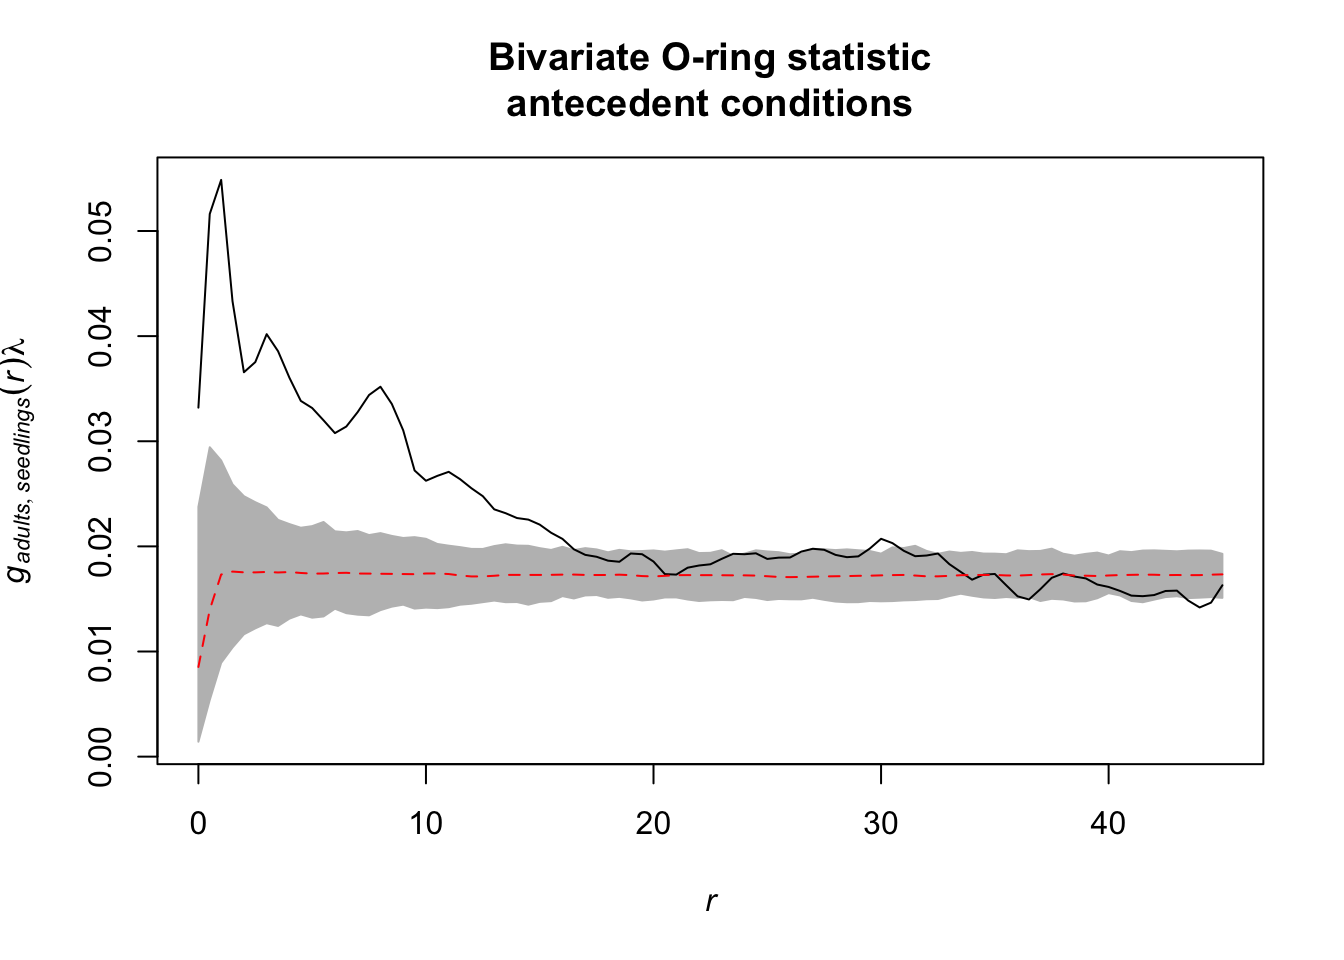 Bivariate O-ring statistic
antecedent conditions
g adults, seedlings (r)λ
0.05
0.04
0.03
0.02
0.01
0.00
0 10 20 30 40
r